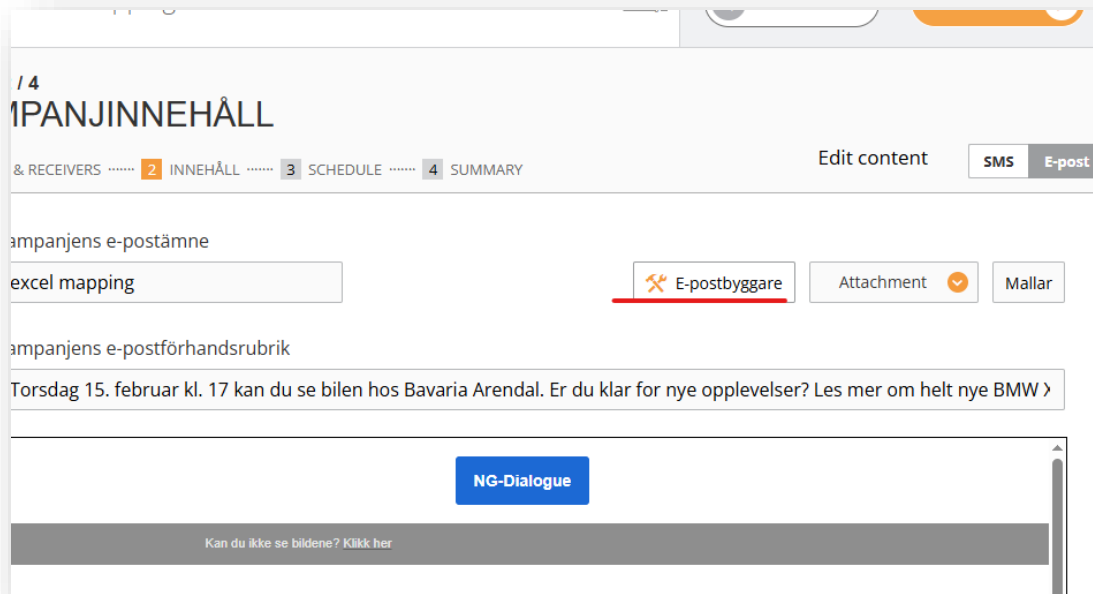 / 4
MPANJINNEHÅLL
& RECEIVERS ······· 2 INNEHÅLL ······· 3 SCHEDULE ······· 4 SUMMARY
Edit content
SMS E-post
ampanjens e-postämne
excel mapping
E-postbyggare
Attachment
Mallar
ampanjens e-postförhandsrubrik
Torsdag 15. februar kl. 17 kan du se bilen hos Bavaria Arendal. Er du klar for nye opplevelser? Les mer om helt nye BMW X
NG-Dialogue
Kan du ikke se bildene? Klikk her